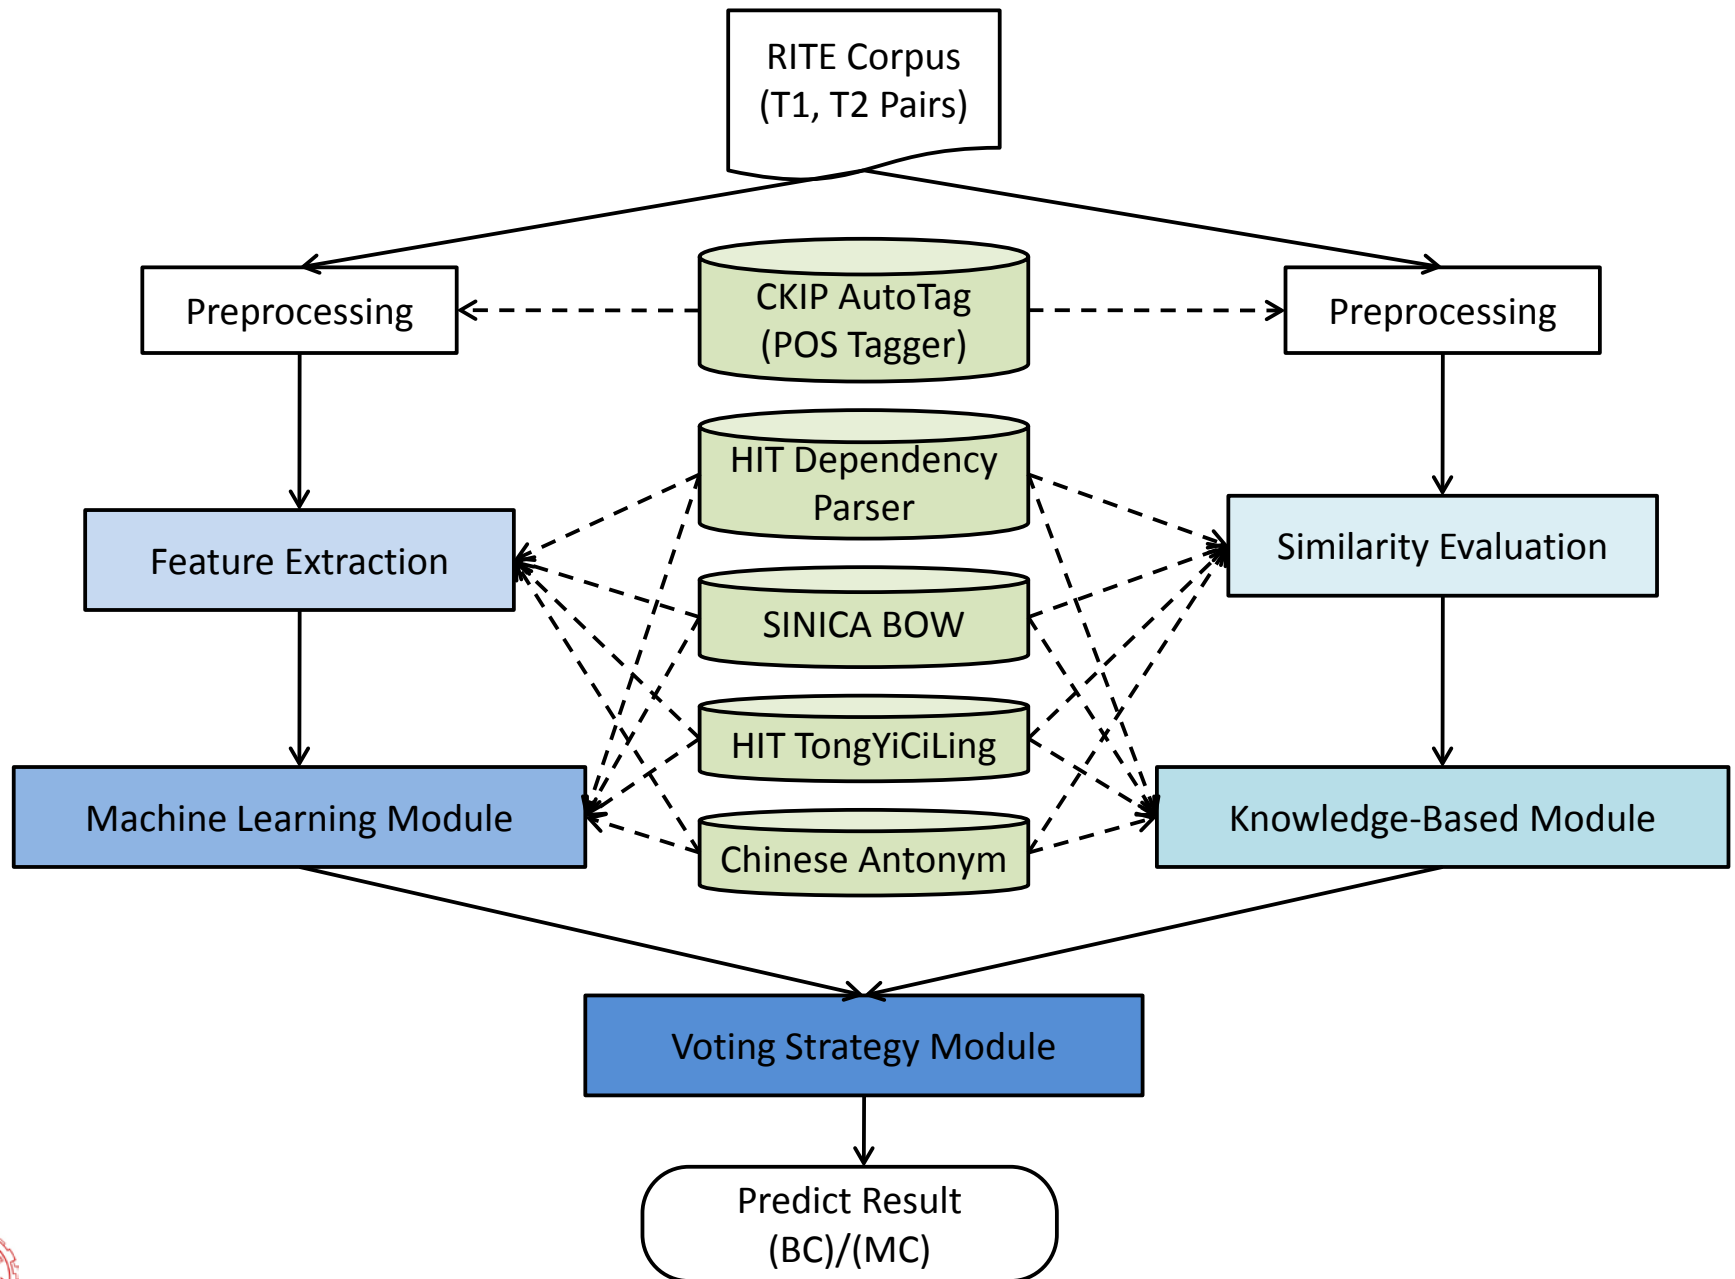 RITE Corpus
(T1, T2 Pairs)
Preprocessing
CKIP AutoTag
(POS Tagger)
Preprocessing
HIT Dependency
Parser
Feature Extraction
Similarity Evaluation
SINICA BOW
HIT TongYiCiLing
Machine Learning Module
Knowledge-Based Module
Chinese Antonym
Voting Strategy Module
Predict Result
(BC)/(MC)